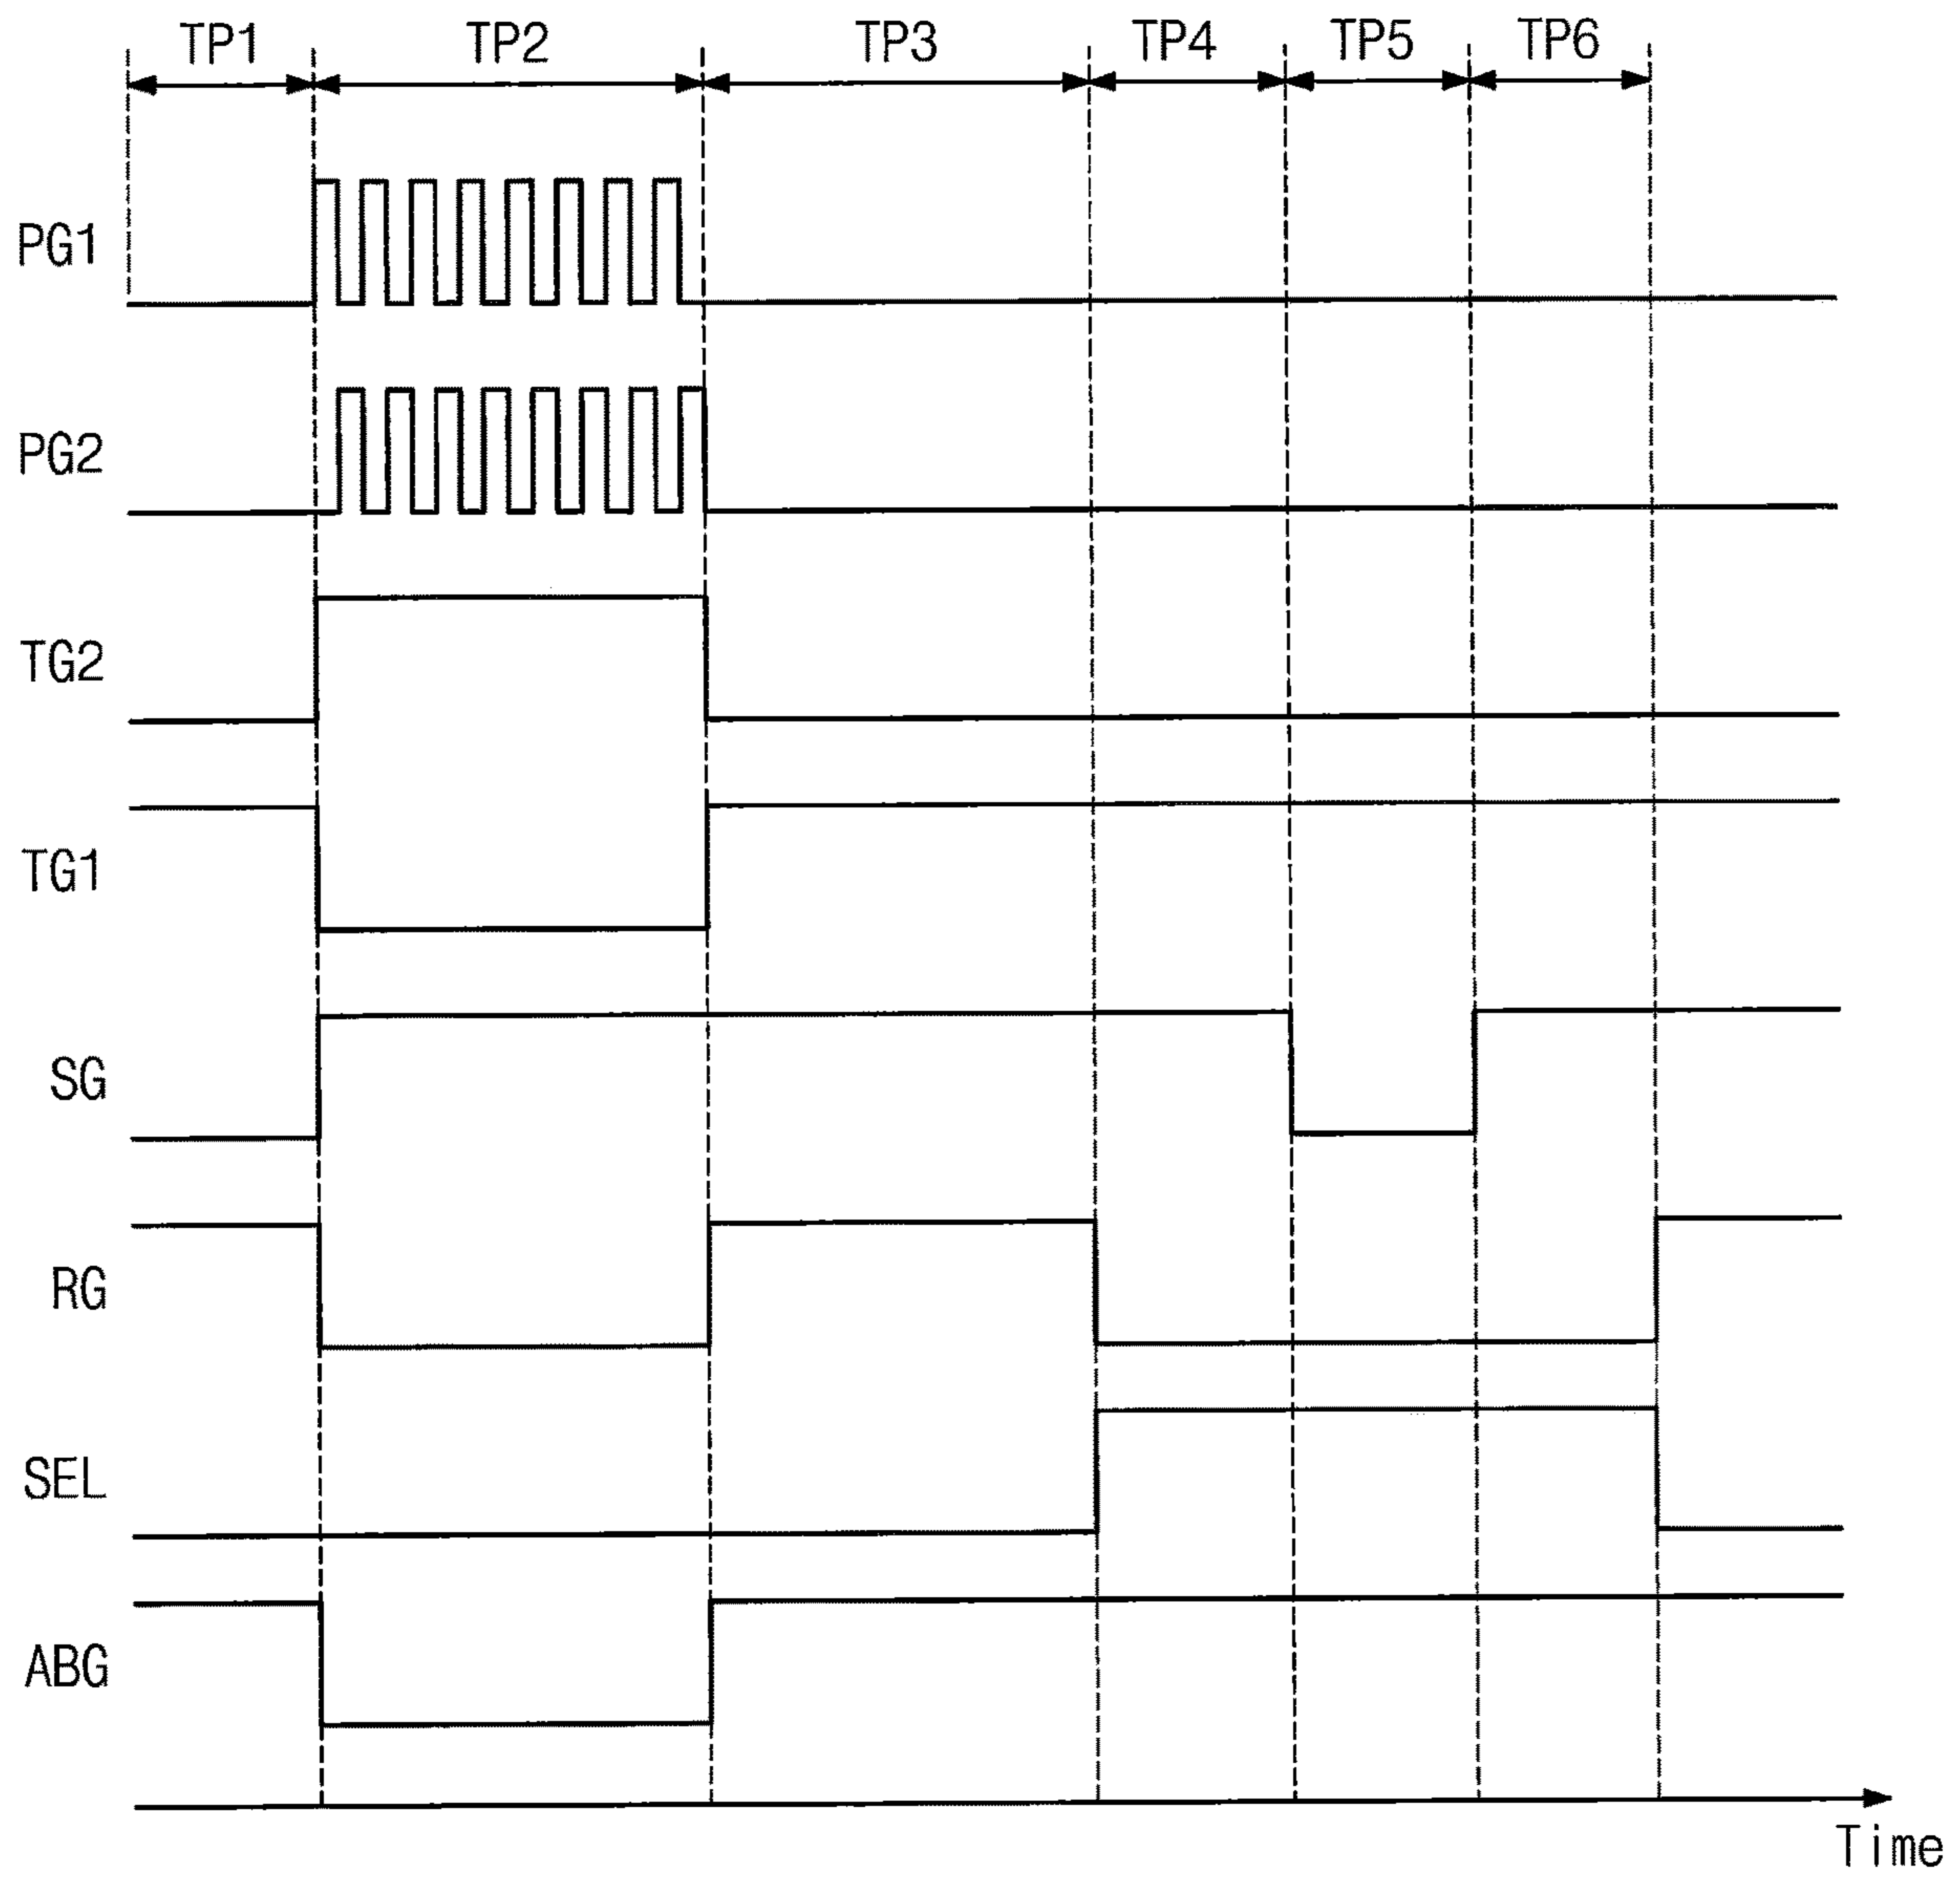 TP1 TP2 TP3 TP4 TP5 TP6
PG1
PG2
TG2
TG1
SG
RG
SEL
ABG
Time